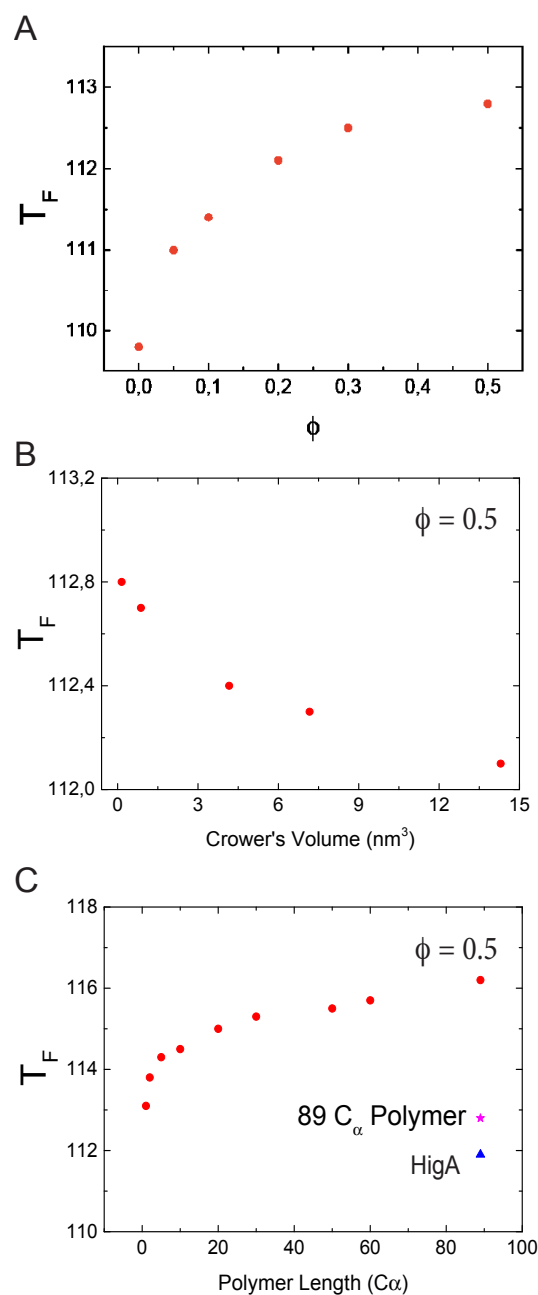 A
113
112
111
110
T_F
0,0 0,1 0,2 0,3 0,4 0,5
ϕ
B
113,2
ϕ = 0.5
112,8
112,4
112,0
T_F
0 3 6 9 12 15
Crower's Volume (nm³)
C
118
ϕ = 0.5
116
114
112
110
T_F
89 C_α Polymer
HigA
0 20 40 60 80 100
Polymer Length (Cα)